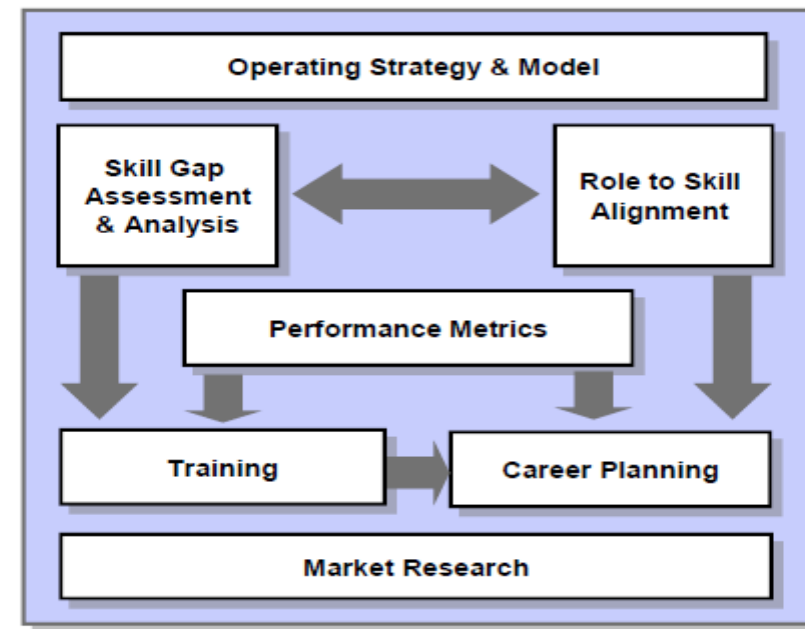 Operating Strategy & Model
Skill Gap
Assessment
& Analysis
Role to Skill
Alignment
Performance Metrics
Training
Career Planning
Market Research